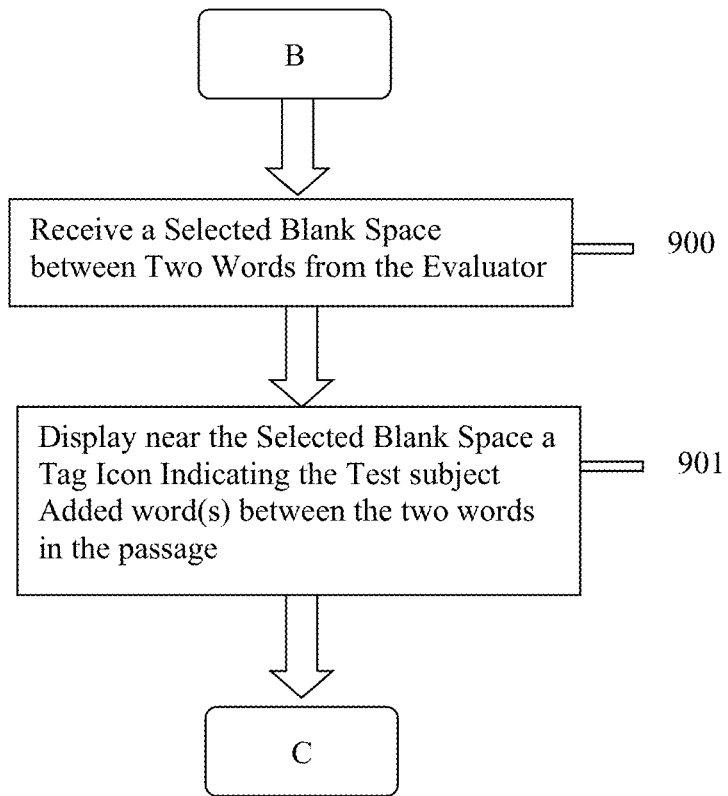 B
Receive a Selected Blank Space
between Two Words from the Evaluator
900
Display near the Selected Blank Space a
Tag Icon Indicating the Test subject
Added word(s) between the two words
in the passage
901
C